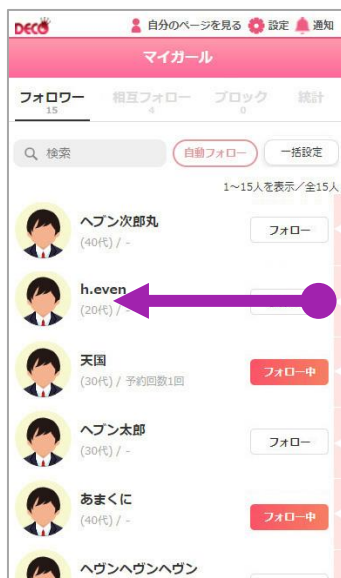 DECO 自分のページを見る 設定 通知
マイガール
フォロワー 相互フォロー ブロック 統計
15 4 0
検索 自動フォロー 一括設定
1～15人を表示／全15人
ヘブン次郎丸
(40代) / -
フォロー
h.even
(20代) / -
天国
(30代) / 予約回数1回
フォロー中
ヘブン太郎
(30代) / -
フォロー
あまくに
(40代) / -
フォロー中
ヘヴンヘヴンヘヴン